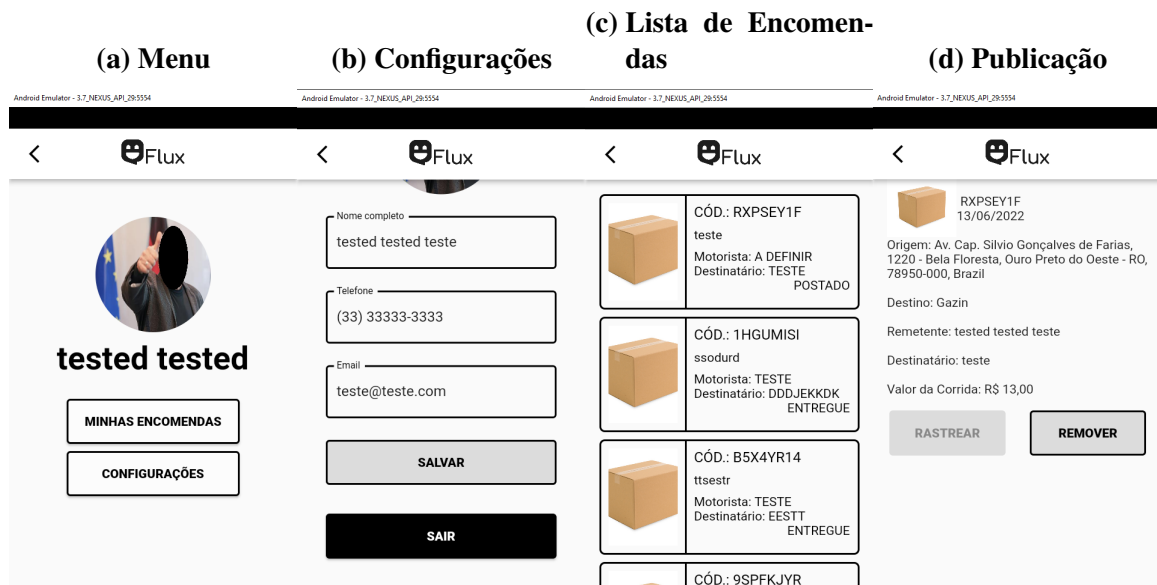 (a) Menu
(b) Configurações
(c) Lista de Encomen-
das
(d) Publicação
Android Emulator - 3.7_NEXUS_API_29:5554
Flux
tested tested
MINHAS ENCOMENDAS
CONFIGURAÇÕES
Android Emulator - 3.7_NEXUS_API_29:5554
Flux
Nome completo
tested tested teste
Telefone
(33) 33333-3333
Email
teste@teste.com
SALVAR
SAIR
Android Emulator - 3.7_NEXUS_API_29:5554
Flux
CÓD.: RXPSEY1F
teste
Motorista: A DEFINIR
Destinatário: TESTE
POSTADO
CÓD.: 1HGUMISI
ssodurd
Motorista: TESTE
Destinatário: DDDJEKKDK
ENTREGUE
CÓD.: B5X4YR14
ttsestr
Motorista: TESTE
Destinatário: EESTT
ENTREGUE
CÓD.: 9SPFKJYR
Android Emulator - 3.7_NEXUS_API_29:5554
Flux
RXPSEY1F
13/06/2022
Origem: Av. Cap. Silvio Gonçalves de Farias,
1220 - Bela Floresta, Ouro Preto do Oeste - RO,
78950-000, Brazil
Destino: Gazin
Remetente: tested tested teste
Destinatário: teste
Valor da Corrida: R$ 13,00
RASTREAR
REMOVER